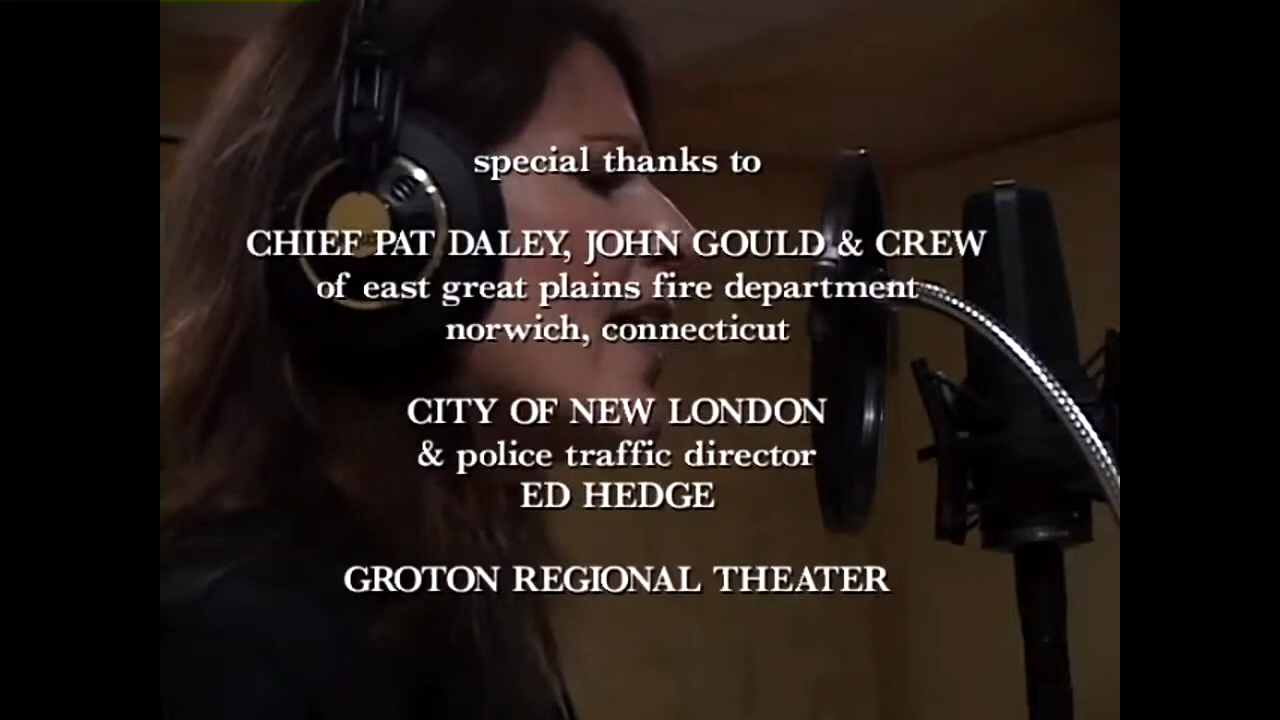 special thanks to
CHIEF PAT DALEY, JOHN GOULD & CREW
of east great plains fire department
norwich, connecticut
CITY OF NEW LONDON
& police traffic director
ED HEDGE
GROTON REGIONAL THEATER